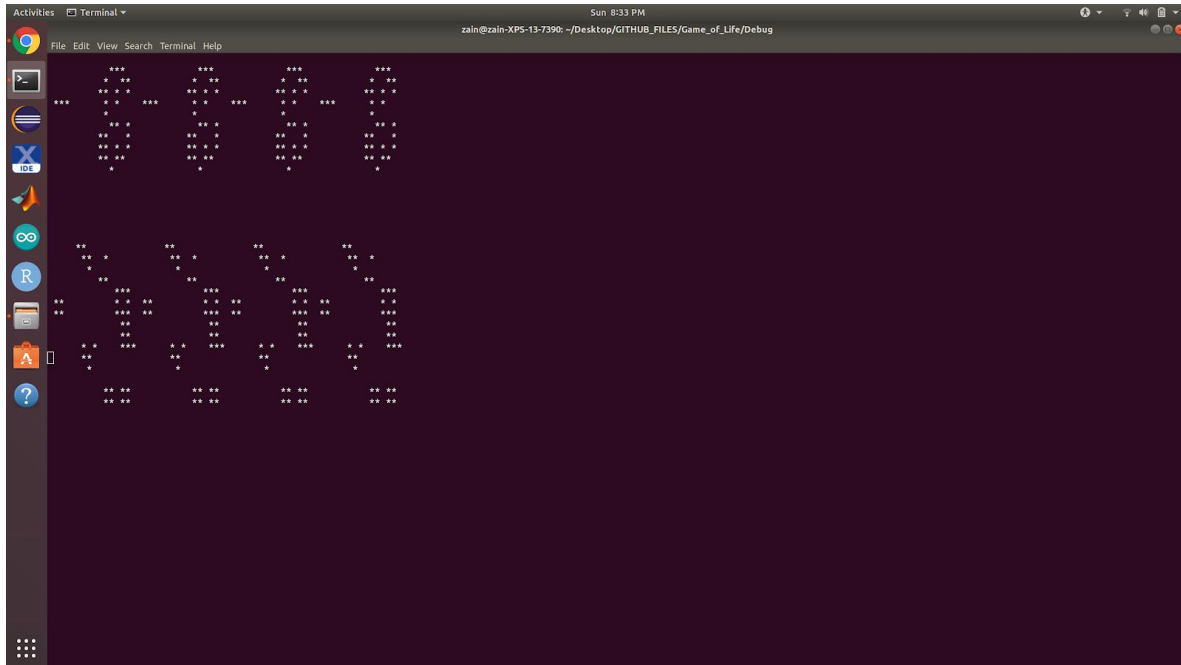 Activities Terminal Sun 8:33 PM
zain@zain-XPS-13-7390: ~/Desktop/GITHUB_FILES/Game_of_Life/Debug
File Edit View Search Terminal Help
           ***             ***             ***             ***
          *  **           *  **           *  **           *  **
         ** * *          ** * *          ** * *          ** * *
 ***      * *    ***      * *    ***      * *    ***      * *
          *               *               *               *
           ** *            ** *            ** *            ** *
         **   *          **   *          **   *          **   *
         ** * *          ** * *          ** * *          ** * *
         ** **           ** **           ** **           ** **
           *               *               *               *
     **              **              **              **
      **  *           **  *           **  *           **  *
       *               *               *               *
         **              **              **              **
            ***             ***             ***             ***
 **         * *  **         * *  **         * *  **         * *
 **         ***  **         ***  **         ***  **         ***
             **              **              **              **
             **              **              **              **
      * *    ***      * *    ***      * *    ***      * *    ***
      **              **              **              **
       *               *               *               *
          ** **           ** **           ** **           ** **
          ** **           ** **           ** **           ** **
IDE
R